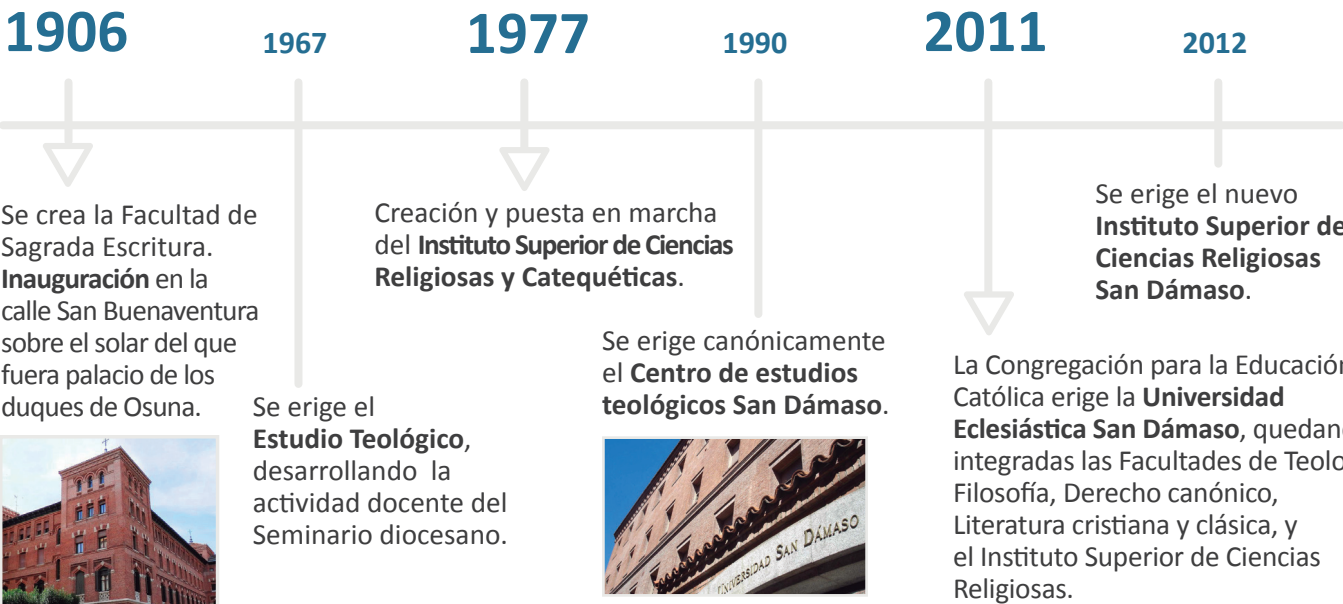 1906
Se crea la Facultad de
Sagrada Escritura.
Inauguración en la
calle San Buenaventura
sobre el solar del que
fuera palacio de los
duques de Osuna.
1967
Se erige el
Estudio Teológico,
desarrollando la
actividad docente del
Seminario diocesano.
1977
Creación y puesta en marcha
del Instituto Superior de Ciencias
Religiosas y Catequéticas.
1990
Se erige canónicamente
el Centro de estudios
teológicos San Dámaso.
UNIVERSIDAD SAN DÁMASO
2011
La Congregación para la Educación
Católica erige la Universidad
Eclesiástica San Dámaso,
integradas las Facultades de
Filosofía, Derecho canónico,
Literatura cristiana y clásica, y
el Instituto Superior de Ciencias
Religiosas.
2012
Se erige el nuevo
Instituto Superior de
Ciencias Religiosas
San Dámaso.